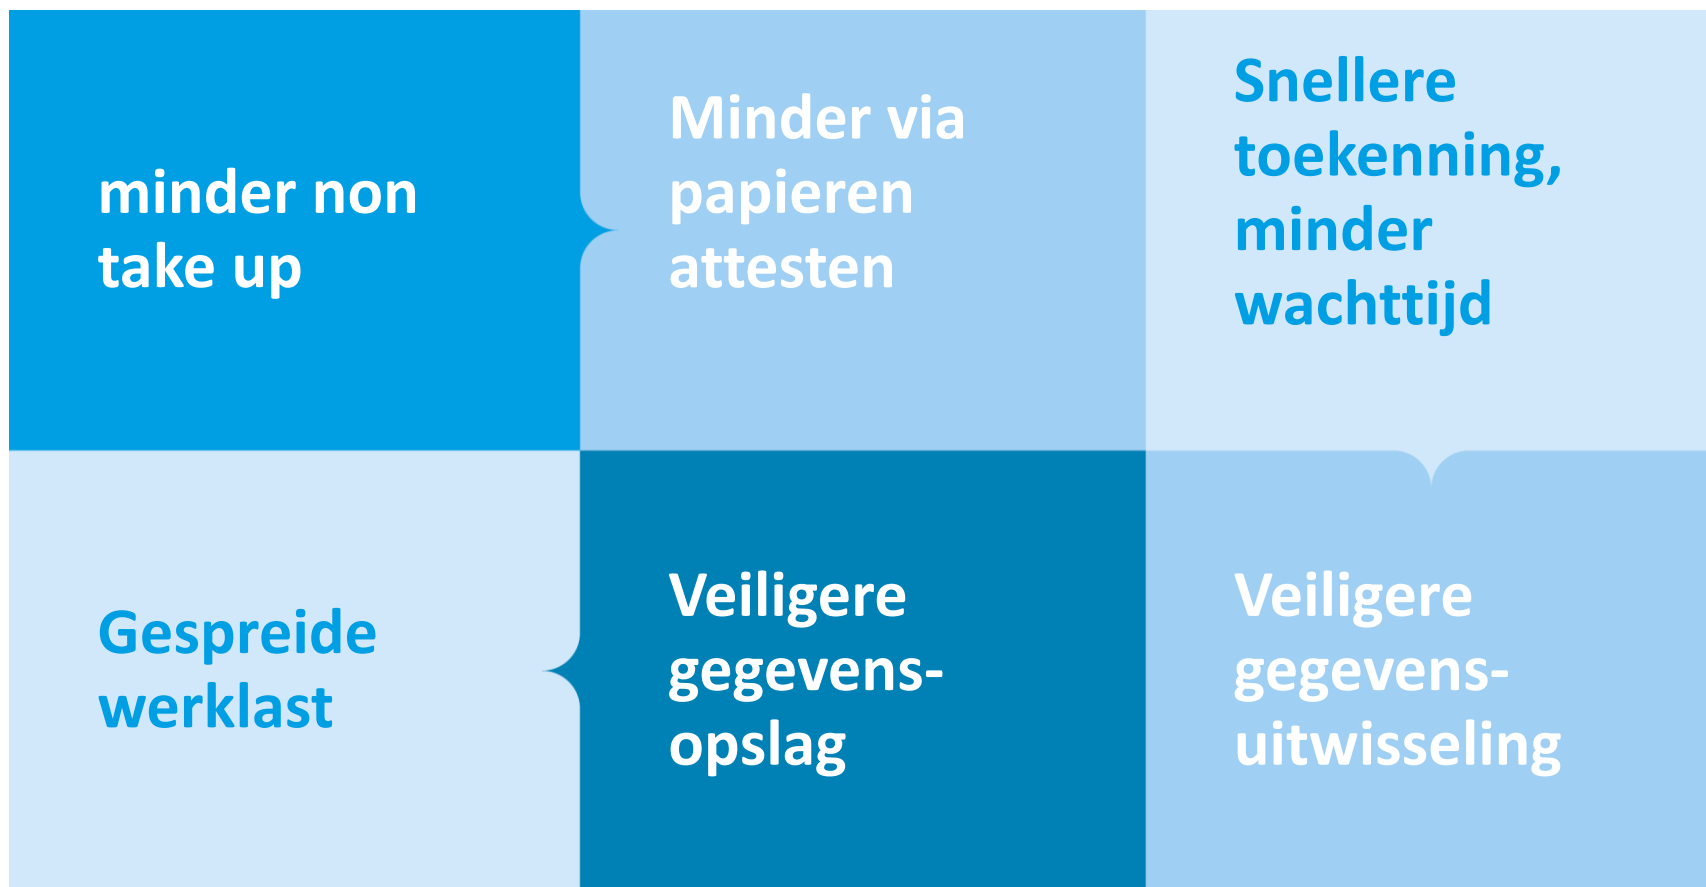 minder non
take up
Minder via
papieren
attesten
Snellere
toekenning,
minder
wachttijd
Gespreide
werklast
Veiligere
gegevens-
opslag
Veiligere
gegevens-
uitwisseling